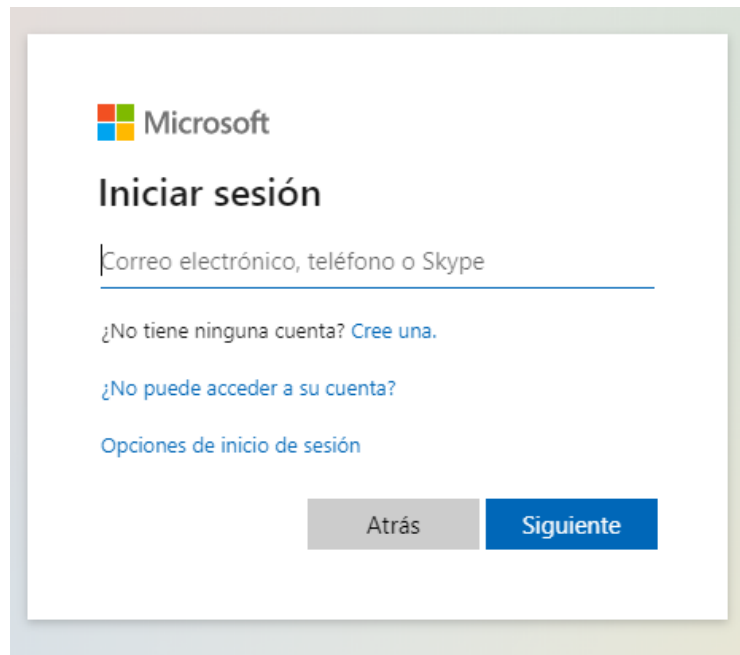 Microsoft
Iniciar sesión
Correo electrónico, teléfono o Skype
¿No tiene ninguna cuenta? Cree una.
¿No puede acceder a su cuenta?
Opciones de inicio de sesión
Atrás Siguiente